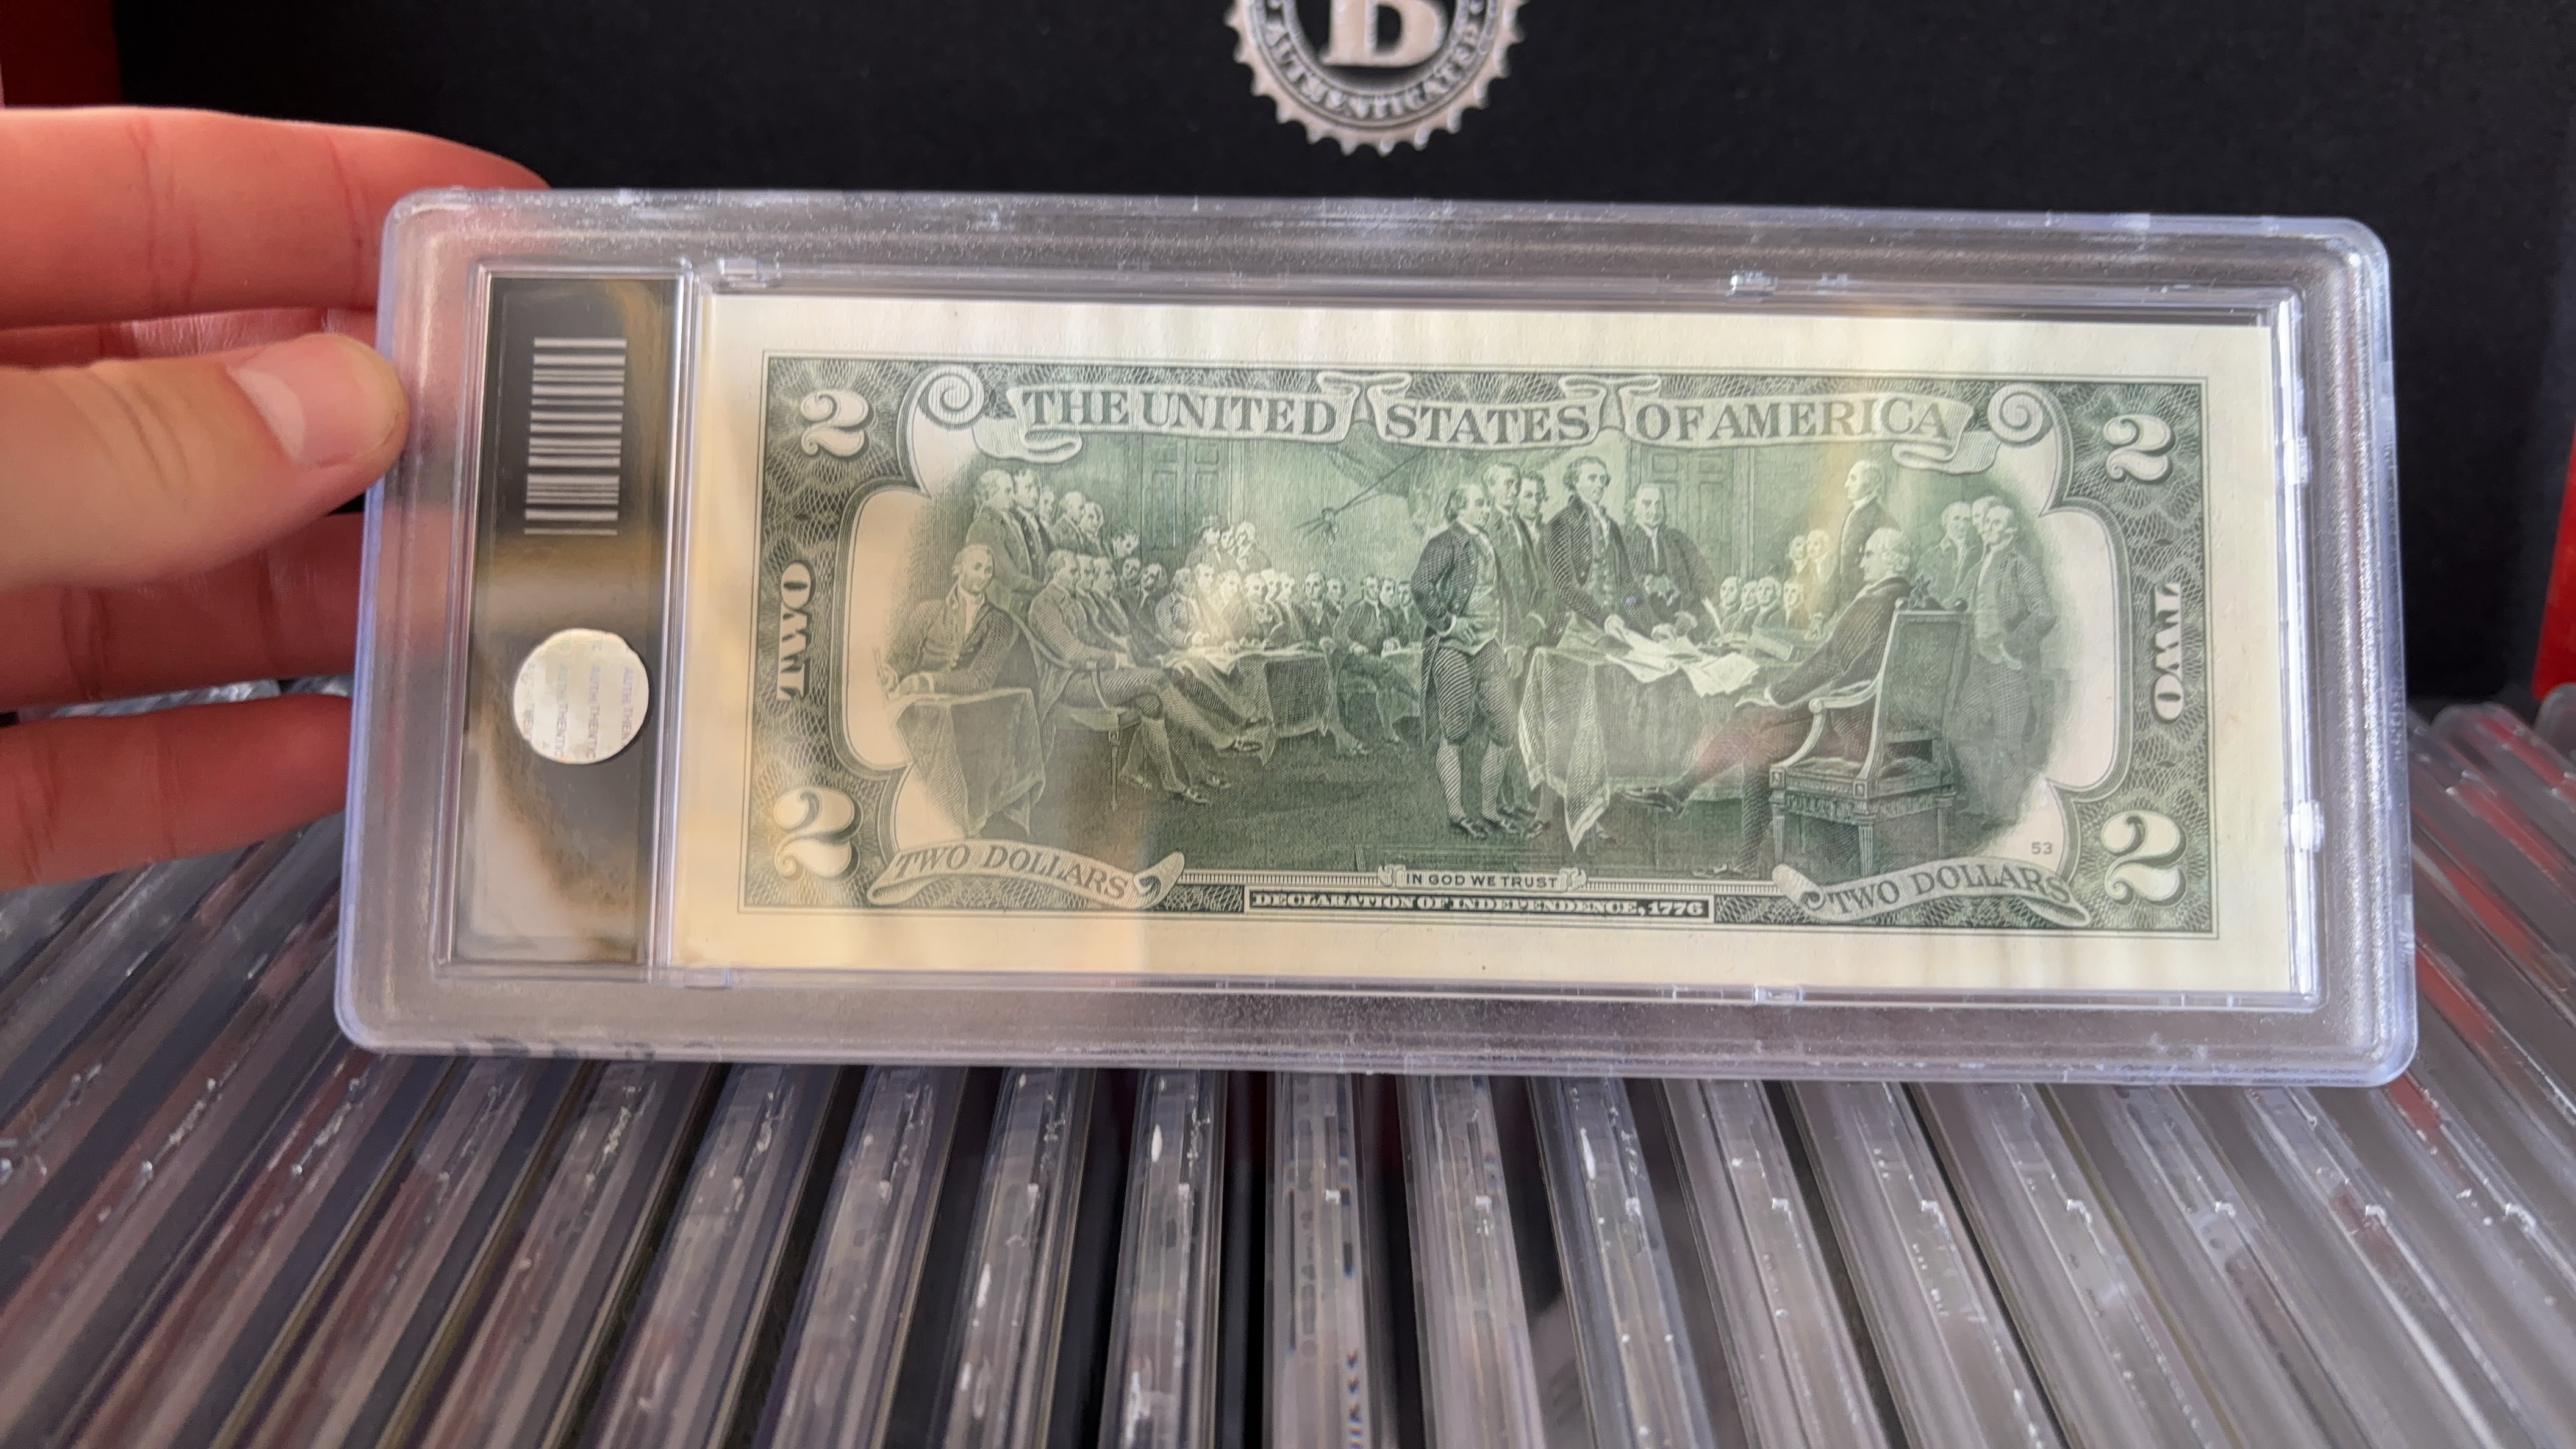 B
AUTHENTICATED
THE UNITED STATES OF AMERICA
2
2
TWO
TWO
53
2
TWO DOLLARS
IN GOD WE TRUST
TWO DOLLARS
2
DECLARATION OF INDEPENDENCE, 1776